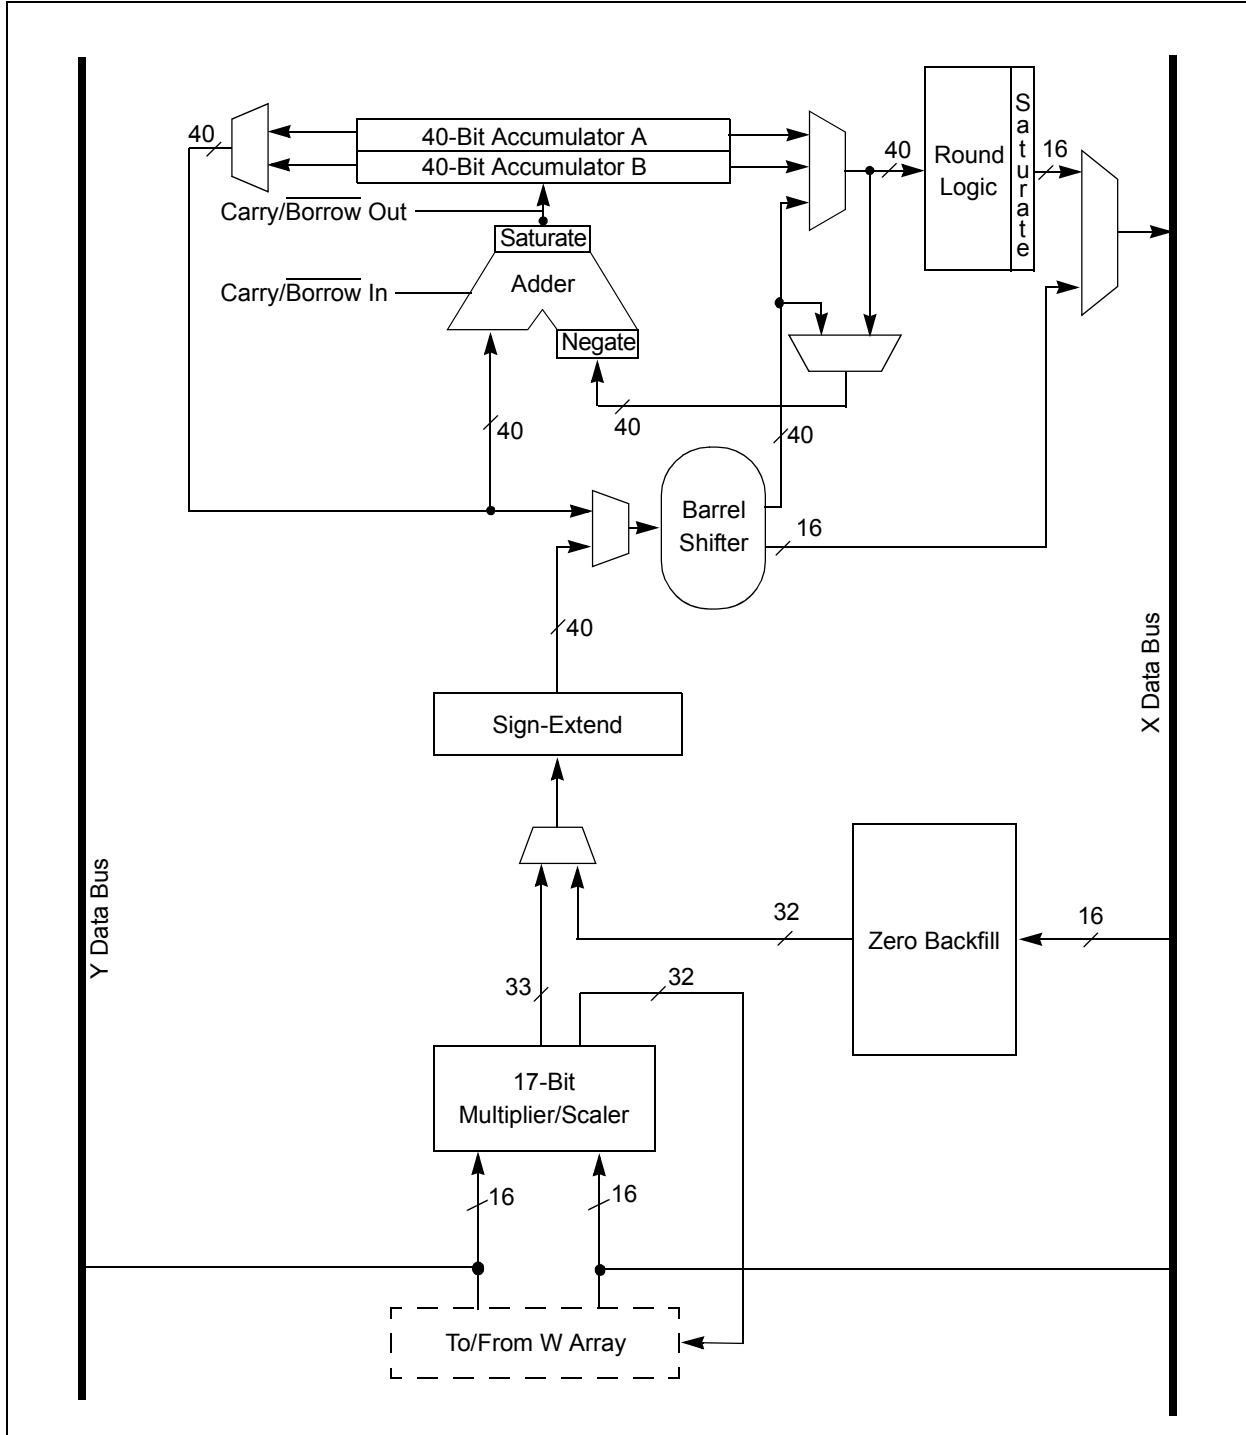 40
40-Bit Accumulator A
40-Bit Accumulator B
Carry/Borrow Out
Saturate
Carry/Borrow In
Adder
Negate
40
Round
Logic
Saturate
16
40
40
40
Barrel
Shifter
16
40
Sign-Extend
X Data Bus
Y Data Bus
32
Zero Backfill
16
33
32
17-Bit
Multiplier/Scaler
16
16
To/From W Array